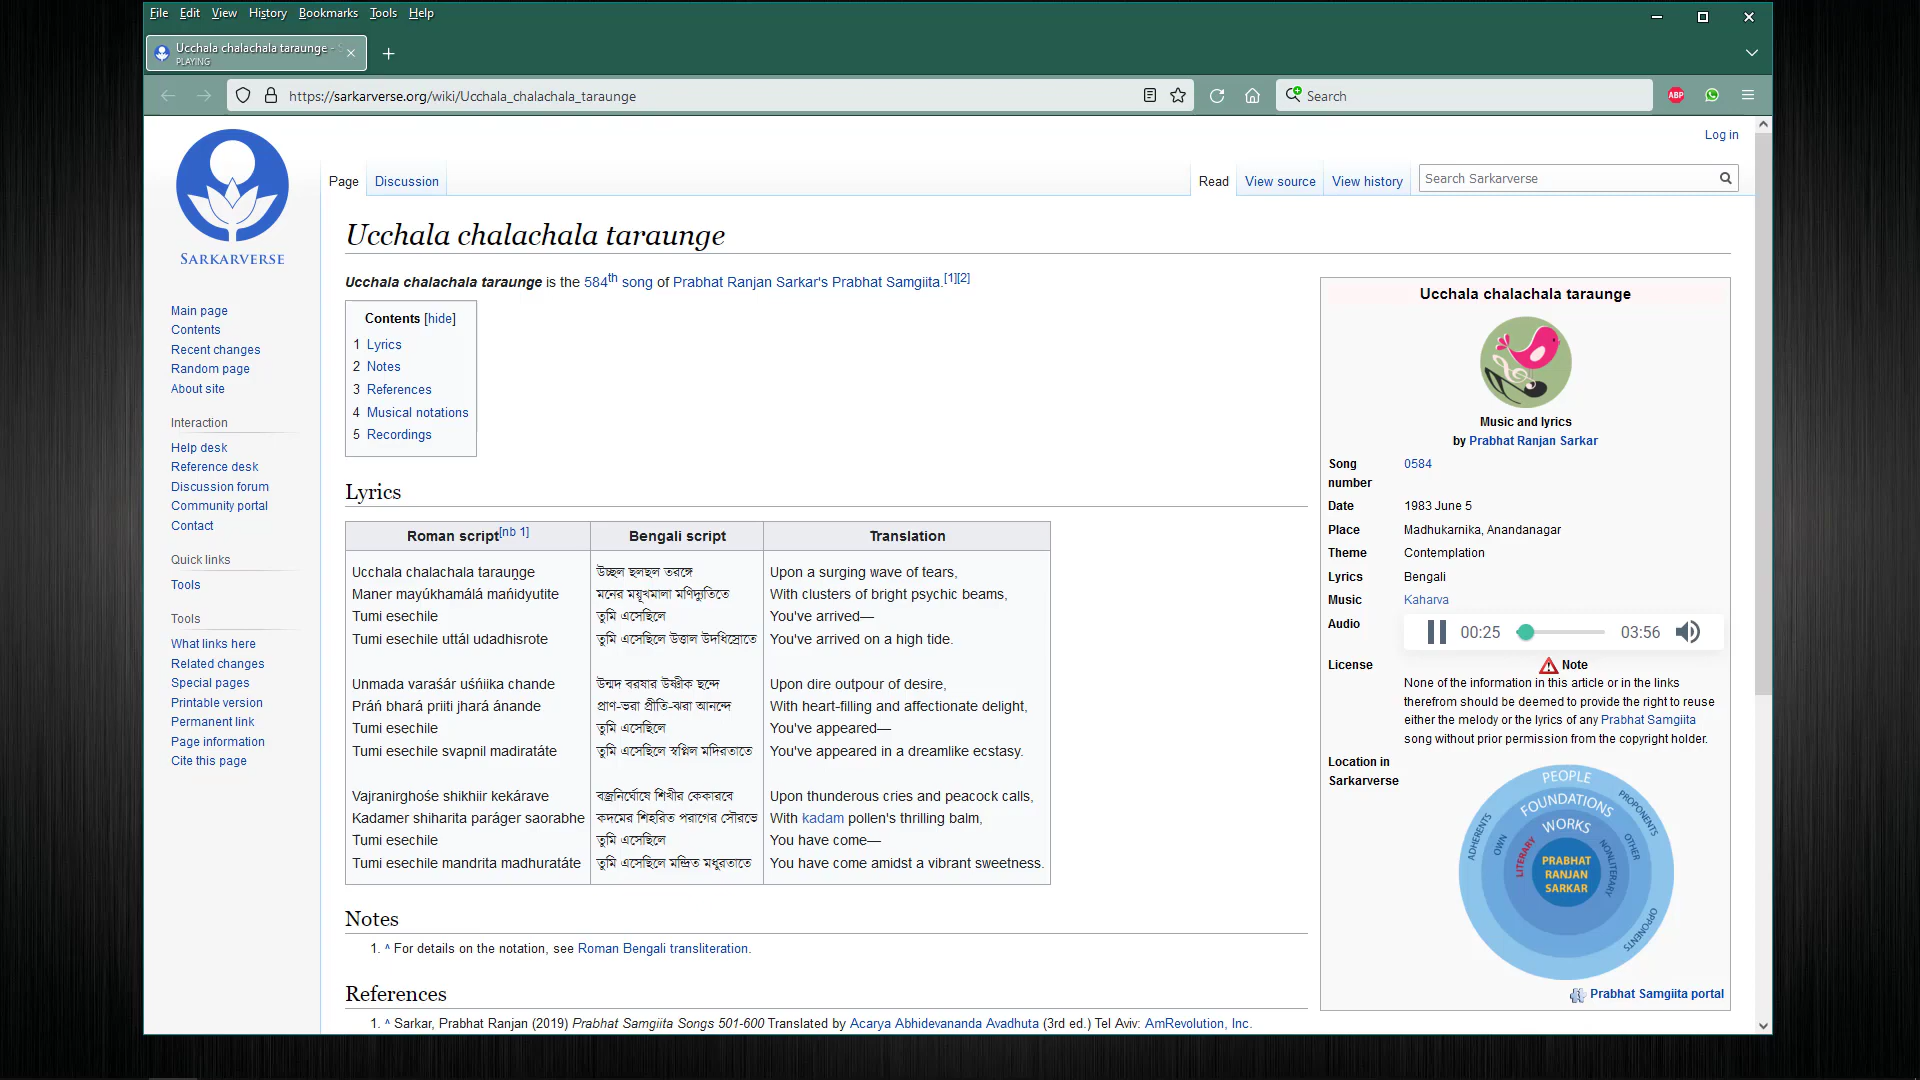 File Edit View History Bookmarks Tools Help
Ucchala chalachala taraunge - S
PLAYING
https://sarkarverse.org/wiki/Ucchala_chalachala_taraunge
Search
ABP
SARKARVERSE
Log in
Page Discussion
Read View source View history
Search Sarkarverse
Main page
Contents
Recent changes
Random page
About site
Interaction
Help desk
Reference desk
Discussion forum
Community portal
Contact
Quick links
Tools
Tools
What links here
Related changes
Special pages
Printable version
Permanent link
Page information
Cite this page
Ucchala chalachala taraunge
Ucchala chalachala taraunge is the 584th song of Prabhat Ranjan Sarkar's Prabhat Samgiita.[1][2]
Contents [hide]
1 Lyrics
2 Notes
3 References
4 Musical notations
5 Recordings
Lyrics
Roman script[nb 1] Bengali script Translation
Ucchala chalachala taraun̪ge
Maner mayúkhamálá mańidyutite
Tumi esechile
Tumi esechile uttál udadhisrote
Unmada varaśár uśńiika chande
Práń bhará priiti jhará ánande
Tumi esechile
Tumi esechile svapnil madiratáte
Vajranirghośe shikhiir kekárave
Kadamer shiharita paráger saorabhe
Tumi esechile
Tumi esechile mandrita madhuratáte
উচ্ছল ছলছল তরঙ্গে
মনের ময়ূখমালা মণিদ্যুতিতে
তুমি এসেছিলে
তুমি এসেছিলে উত্তাল উদধিস্রোতে
উন্মদ বরষার উষ্ণীক ছন্দে
প্রাণ-ভরা প্রীতি-ঝরা আনন্দে
তুমি এসেছিলে
তুমি এসেছিলে স্বপ্নিল মদিরতাতে
বজ্রনির্ঘোষে শিখীর কেকারবে
কদমের শিহরিত পরাগের সৌরভে
তুমি এসেছিলে
তুমি এসেছিলে মন্দ্রিত মধুরতাতে
Upon a surging wave of tears,
With clusters of bright psychic beams,
You've arrived—
You've arrived on a high tide.
Upon dire outpour of desire,
With heart-filling and affectionate delight,
You've appeared—
You've appeared in a dreamlike ecstasy.
Upon thunderous cries and peacock calls,
With kadam pollen's thrilling balm,
You have come—
You have come amidst a vibrant sweetness.
Notes
1. ^ For details on the notation, see Roman Bengali transliteration.
References
1. ^ Sarkar, Prabhat Ranjan (2019) Prabhat Samgiita Songs 501-600 Translated by Acarya Abhidevananda Avadhuta (3rd ed.) Tel Aviv: AmRevolution, Inc.
Ucchala chalachala taraunge
Music and lyrics
by Prabhat Ranjan Sarkar
Song number 0584
Date 1983 June 5
Place Madhukarnika, Anandanagar
Theme Contemplation
Lyrics Bengali
Music Kaharva
Audio 00:25 03:56
License Note
None of the information in this article or in the links
therefrom should be deemed to provide the right to reuse
either the melody or the lyrics of any Prabhat Samgiita
song without prior permission from the copyright holder.
Location in
Sarkarverse
PEOPLE
FOUNDATIONS
WORKS
ADHERENTS
PROPONENTS
OPPONENTS
OWN
OTHER
LITERARY
NONLITERARY
PRABHAT
RANJAN
SARKAR
Prabhat Samgiita portal